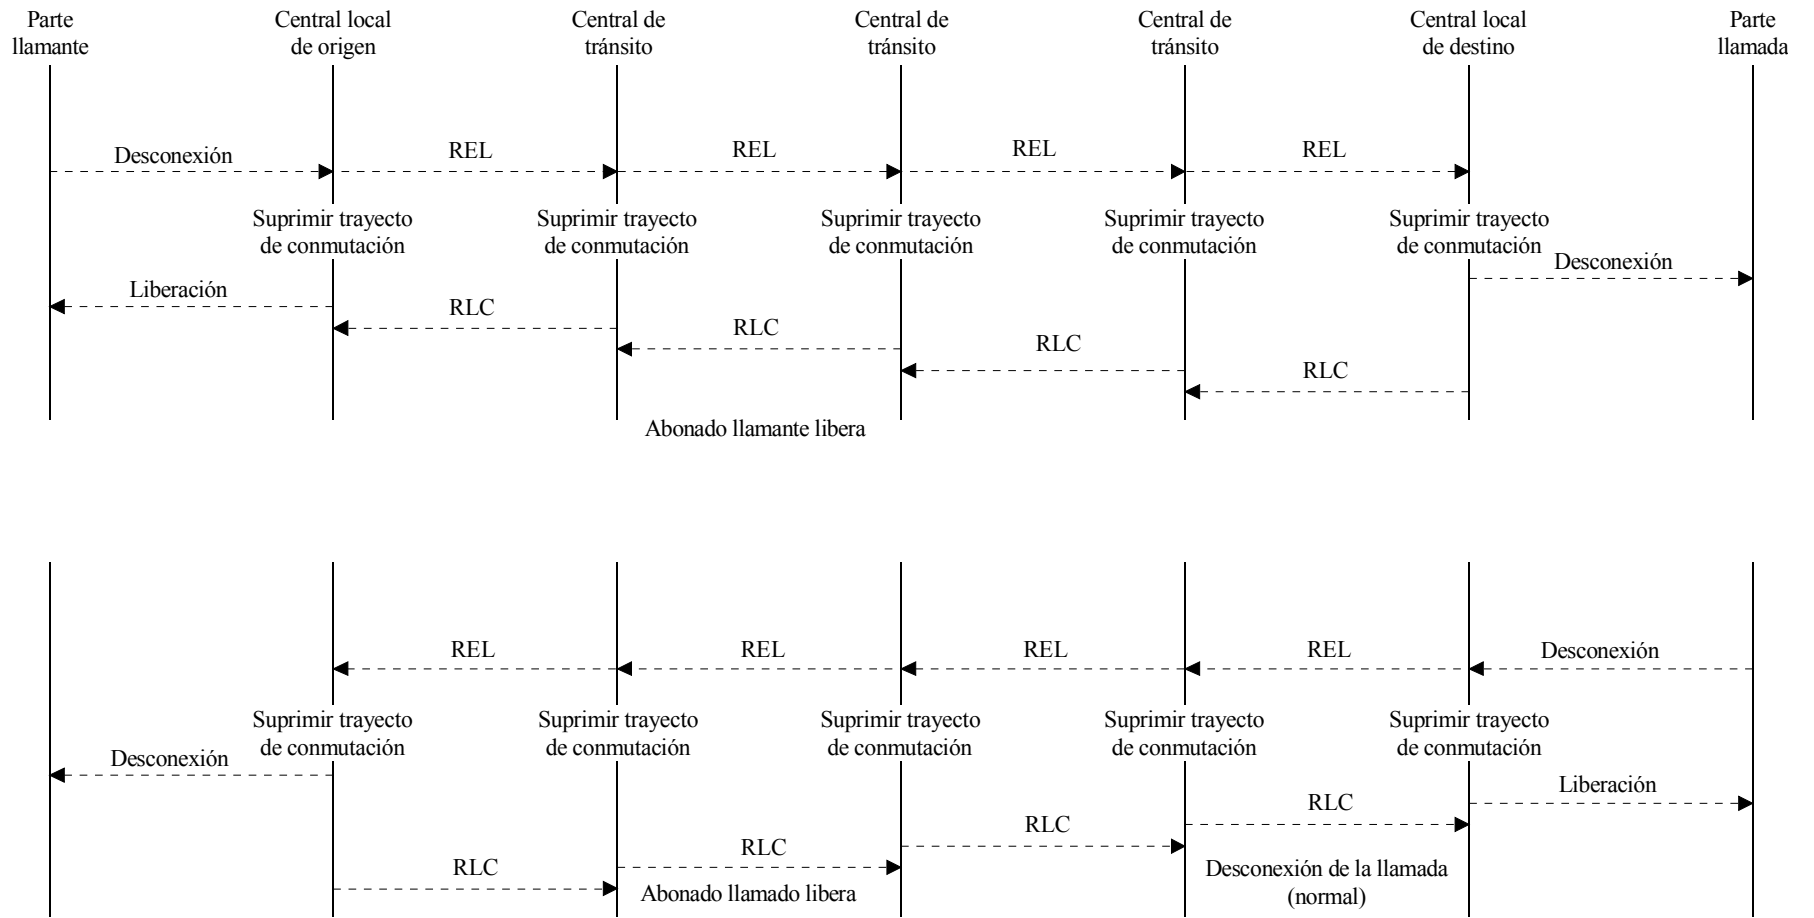 Parte
llamante
Central local
de origen
Central de
tránsito
Central de
tránsito
Central de
tránsito
Central local
de destino
Parte
llamada
Desconexión
REL
REL
REL
REL
Suprimir trayecto
de conmutación
Suprimir trayecto
de conmutación
Suprimir trayecto
de conmutación
Suprimir trayecto
de conmutación
Suprimir trayecto
de conmutación
Desconexión
Liberación
RLC
RLC
RLC
RLC
Abonado llamante libera
REL
REL
REL
REL
Desconexión
Suprimir trayecto
de conmutación
Suprimir trayecto
de conmutación
Suprimir trayecto
de conmutación
Suprimir trayecto
de conmutación
Suprimir trayecto
de conmutación
Desconexión
Liberación
RLC
RLC
RLC
RLC
Abonado llamado libera
Desconexión de la llamada
(normal)